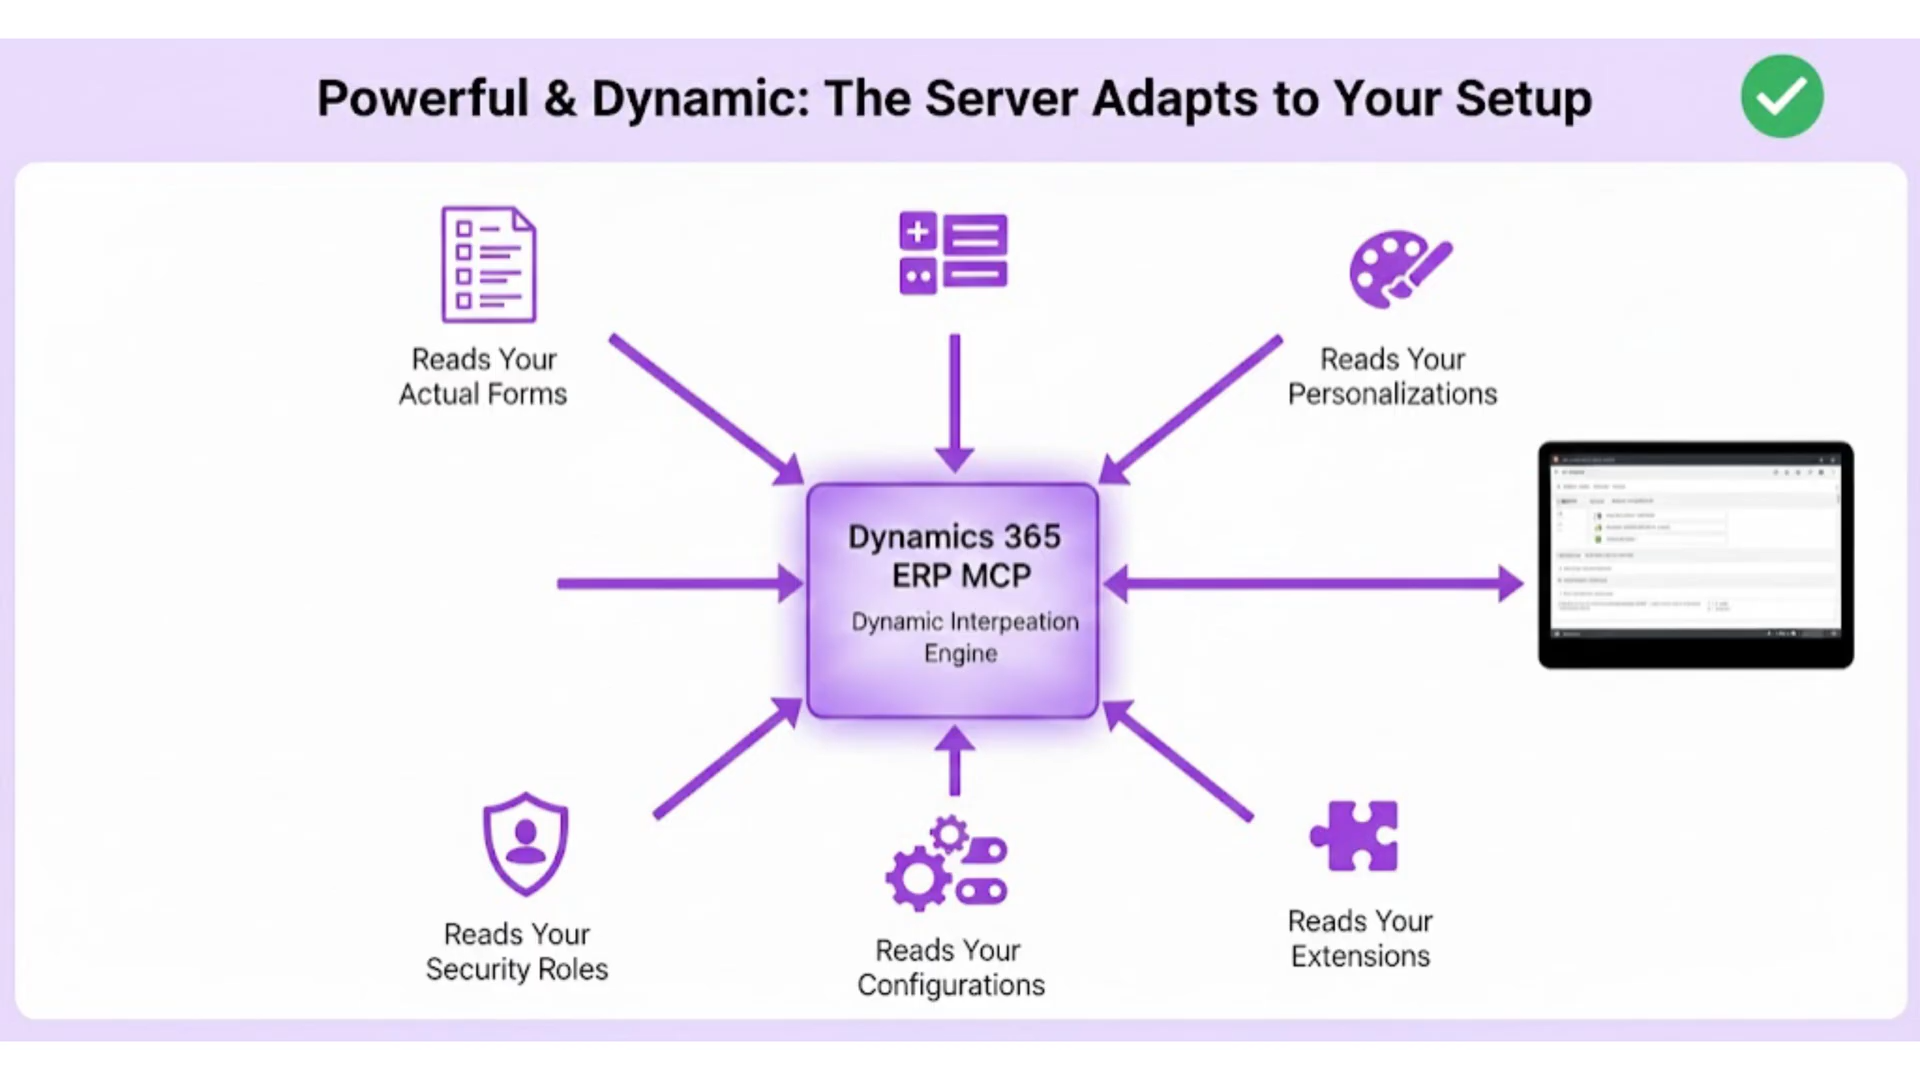 Powerful & Dynamic: The Server Adapts to Your Setup
Reads Your
Actual Forms
Reads Your
Personalizations
Dynamics 365
ERP MCP
Dynamic Interpeation
Engine
Reads Your
Security Roles
Reads Your
Configurations
Reads Your
Extensions